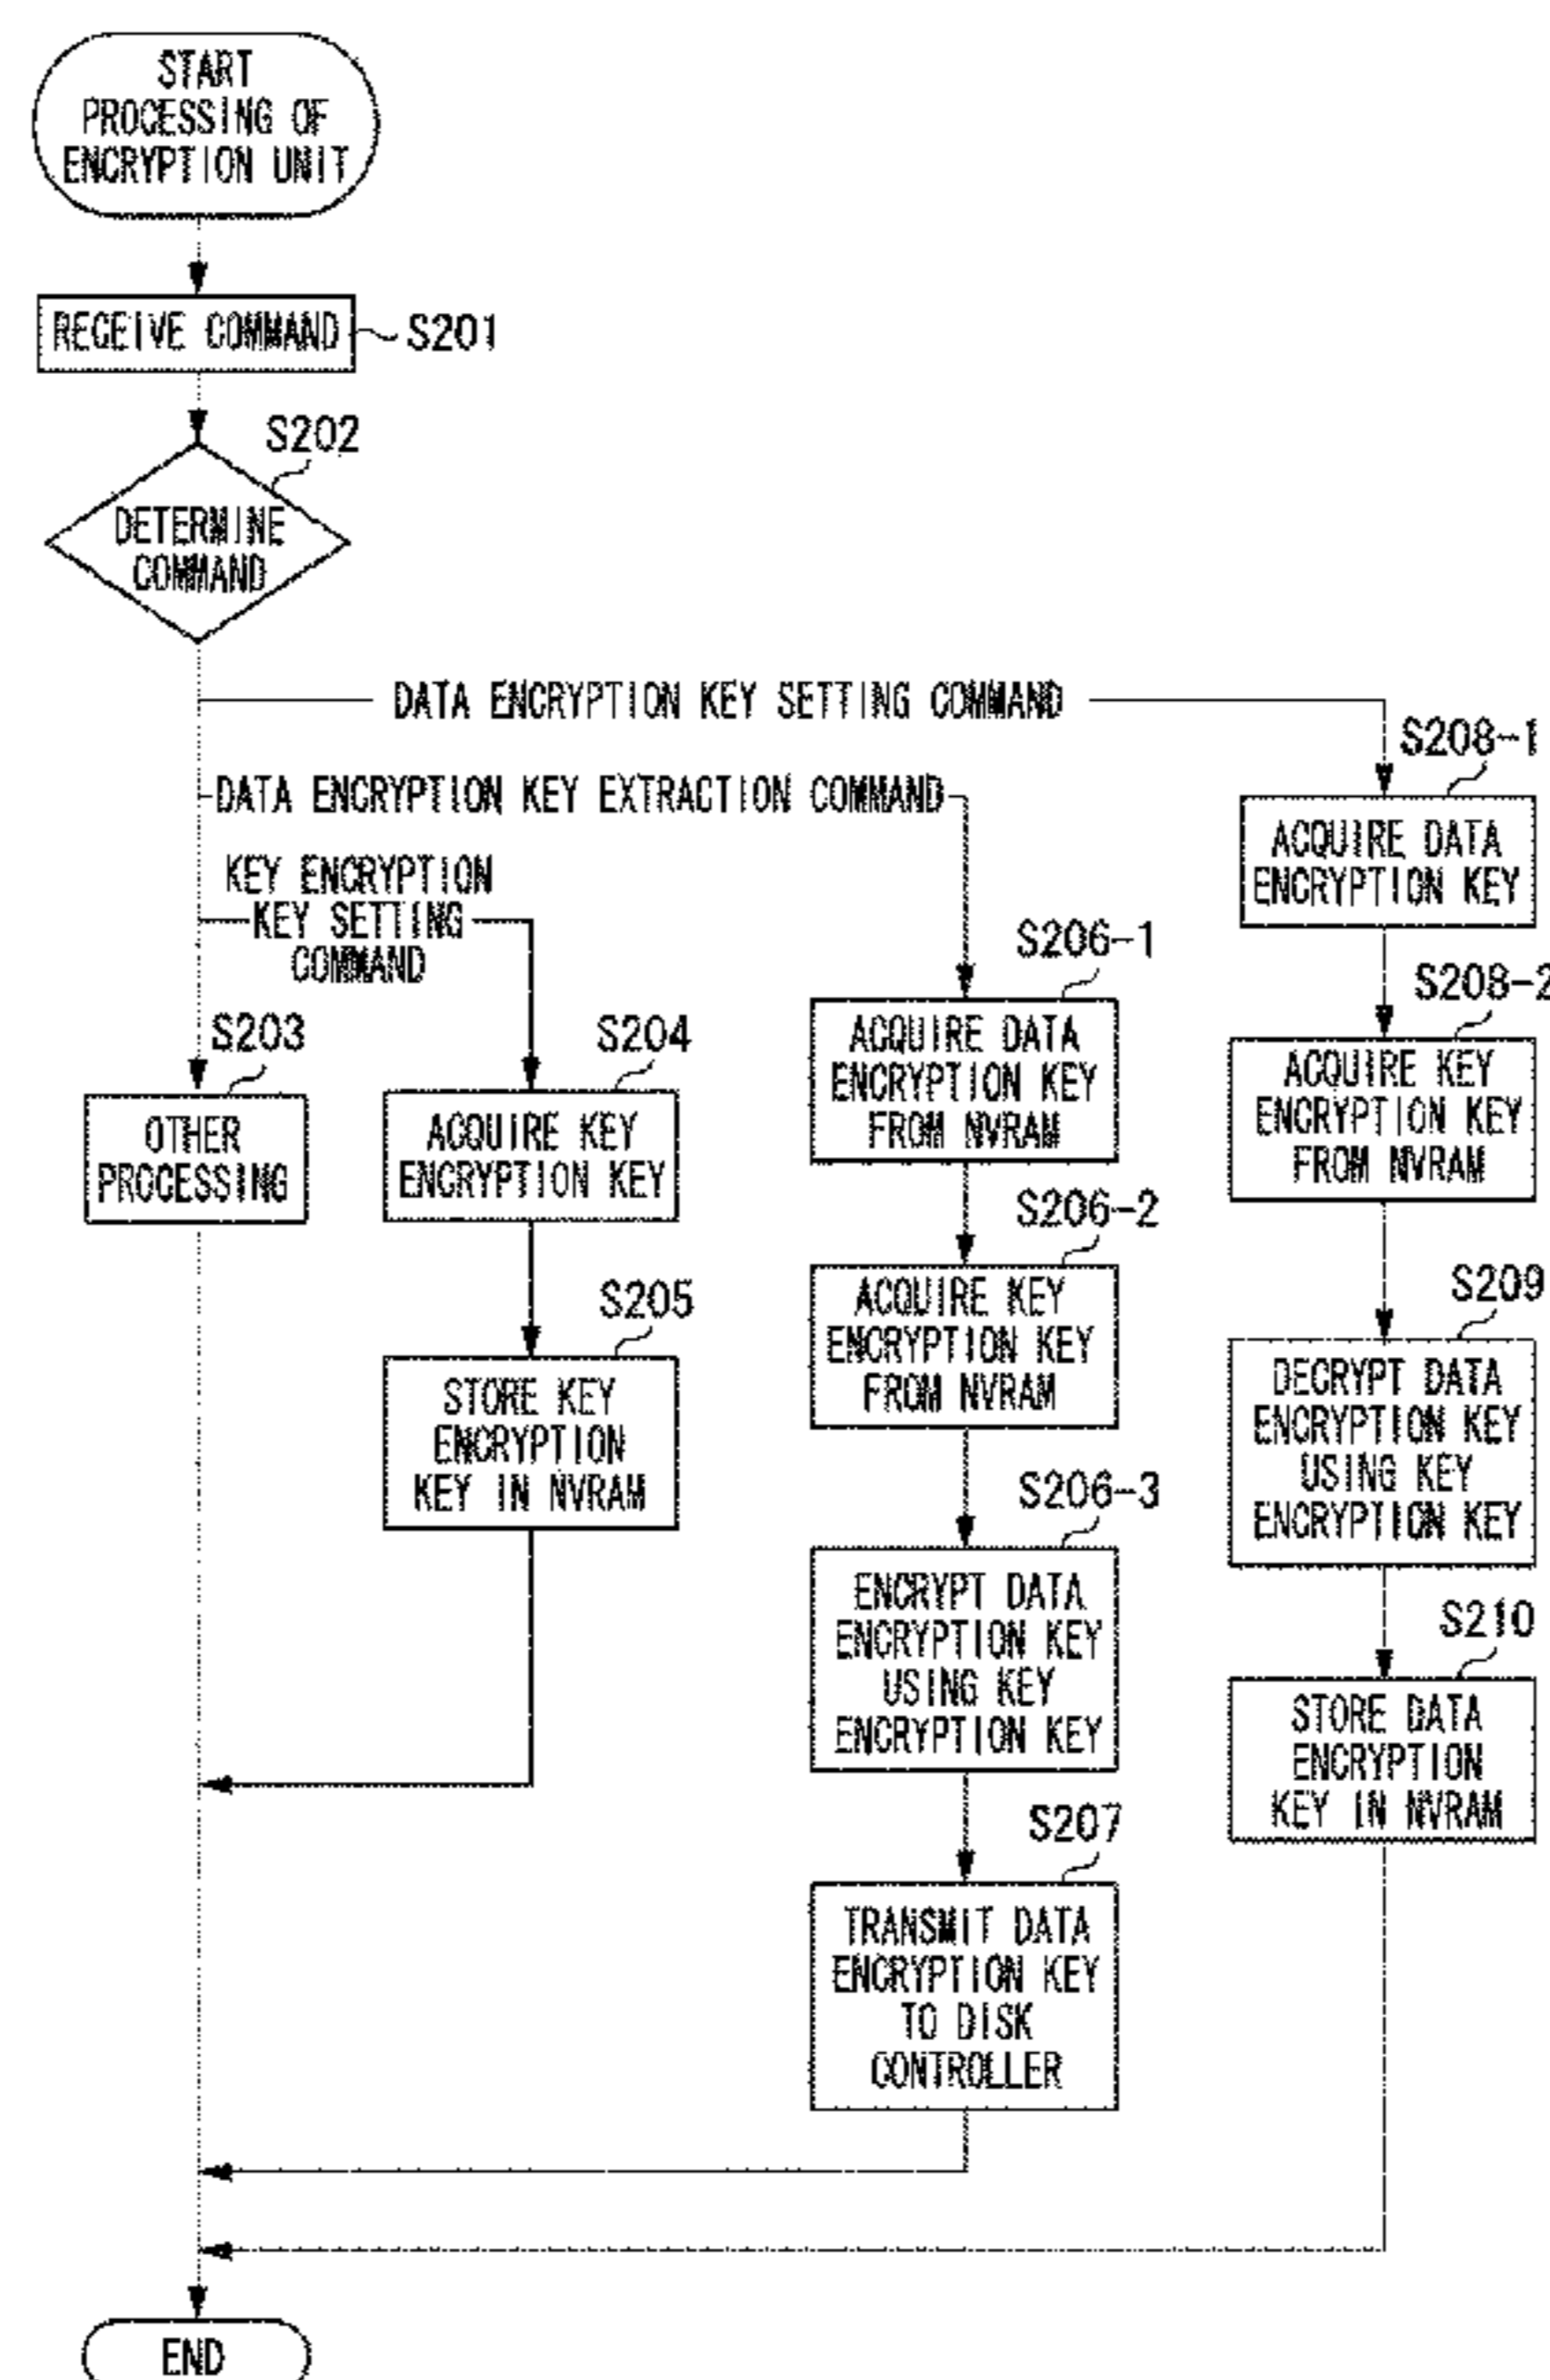 START
PROCESSING OF
ENCRYPTION UNIT
RECEIVE COMMAND
S201
S202
DETERMINE
COMMAND
DATA ENCRYPTION KEY SETTING COMMAND
DATA ENCRYPTION KEY EXTRACTION COMMAND
KEY ENCRYPTION
KEY SETTING
COMMAND
S203
OTHER
PROCESSING
S204
ACQUIRE KEY
ENCRYPTION KEY
S205
STORE KEY
ENCRYPTION
KEY IN NVRAM
S206-1
ACQUIRE DATA
ENCRYPTION KEY
FROM NVRAM
S206-2
ACQUIRE KEY
ENCRYPTION KEY
FROM NVRAM
S206-3
ENCRYPT DATA
ENCRYPTION KEY
USING KEY
ENCRYPTION KEY
S207
TRANSMIT DATA
ENCRYPTION KEY
TO DISK
CONTROLLER
S208-1
ACQUIRE DATA
ENCRYPTION KEY
S208-2
ACQUIRE KEY
ENCRYPTION KEY
FROM NVRAM
S209
DECRYPT DATA
ENCRYPTION KEY
USING KEY
ENCRYPTION KEY
S210
STORE DATA
ENCRYPTION
KEY IN NVRAM
END